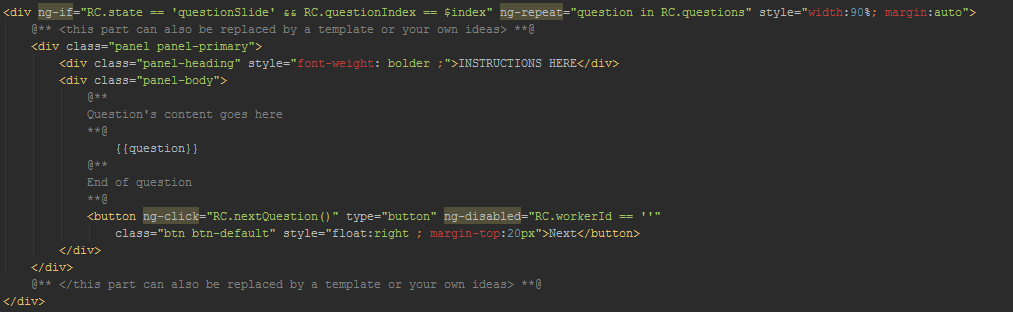 <div ng-if="RC.state == 'questionSlide' && RC.questionIndex == $index" ng-repeat="question in RC.questions" style="width:90%; margin:auto">
@** <this part can also be replaced by a template or your own ideas> **@
<div class="panel panel-primary">
<div class="panel-heading" style="font-weight: bolder ;">INSTRUCTIONS HERE</div>
<div class="panel-body">
@**
Question's content goes here
**@
{{question}}
@**
End of question
**@
<button ng-click="RC.nextQuestion()" type="button" ng-disabled="RC.workerId == ''"
class="btn btn-default" style="float:right ; margin-top:20px">Next</button>
</div>
</div>
@** </this part can also be replaced by a template or your own ideas> **@
</div>